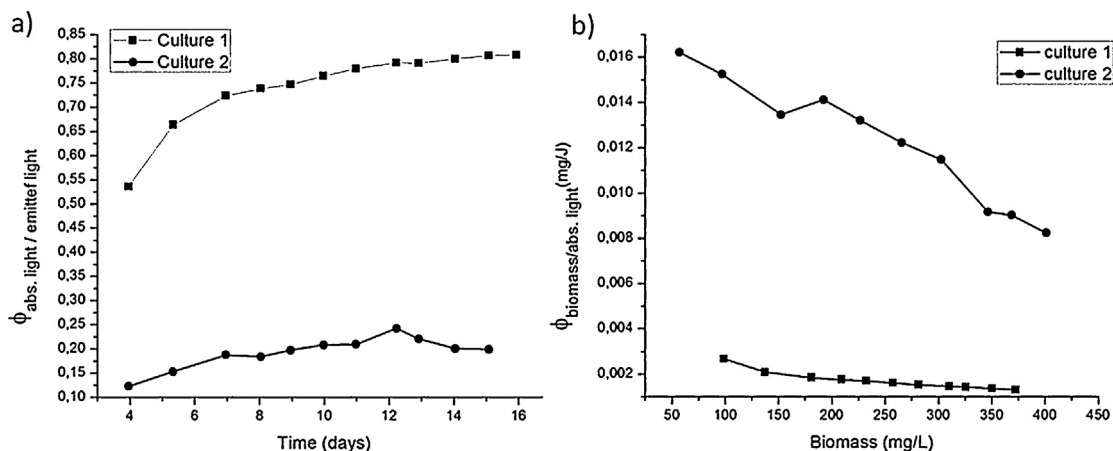 a)
Culture 1
Culture 2
0,85
0,80
0,75
0,70
0,65
0,60
0,55
0,50
0,45
0,40
0,35
0,30
0,25
0,20
0,15
0,10
ϕabs. light / emittef light
4 6 8 10 12 14 16
Time (days)
b)
culture 1
culture 2
0,016
0,014
0,012
0,010
0,008
0,006
0,004
0,002
ϕbiomass/abs. light(mg/J)
50 100 150 200 250 300 350 400 450
Biomass (mg/L)